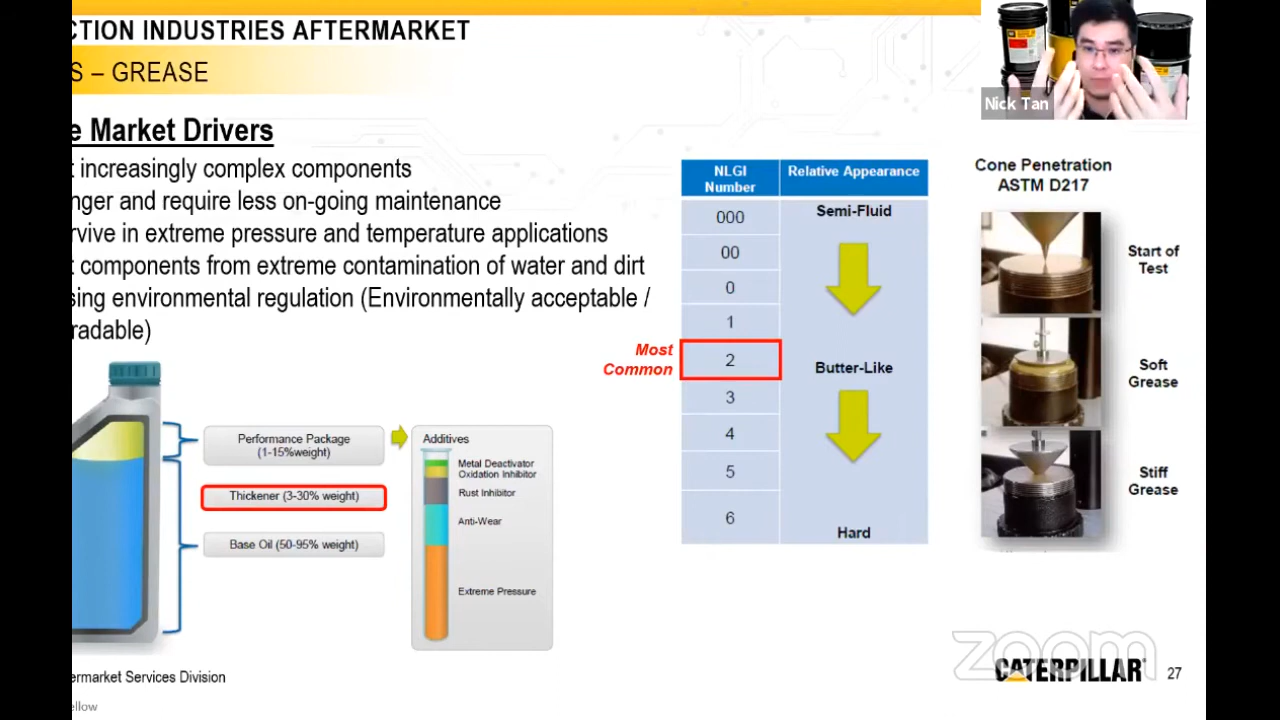 CTION INDUSTRIES AFTERMARKET
S – GREASE
Nick Tan
e Market Drivers
t increasingly complex components
nger and require less on-going maintenance
rvive in extreme pressure and temperature applications
t components from extreme contamination of water and dirt
sing environmental regulation (Environmentally acceptable /
radable)
NLGI
Number
Relative Appearance
000
Semi-Fluid
00
0
1
Most
Common
2
Butter-Like
3
4
5
6
Hard
Cone Penetration
ASTM D217
Start of
Test
Soft
Grease
Stiff
Grease
Performance Package
(1-15%weight)
Thickener (3-30% weight)
Base Oil (50-95% weight)
Additives
Metal Deactivator
Oxidation Inhibitor
Rust Inhibitor
Anti-Wear
Extreme Pressure
zoom
CATERPILLAR
27
ermarket Services Division
ellow